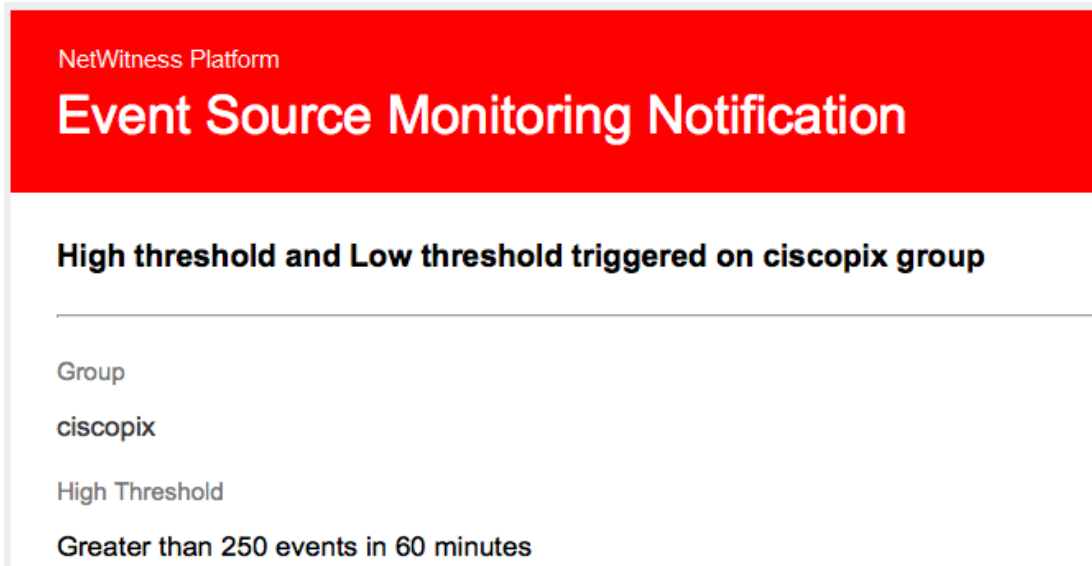 NetWitness Platform
Event Source Monitoring Notification
High threshold and Low threshold triggered on ciscopix group
Group
ciscopix
High Threshold
Greater than 250 events in 60 minutes